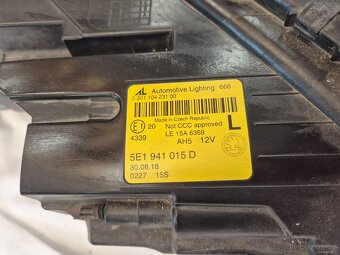 AL Automotive Lighting 668
0 301 104 231 00
Made in Czech Republic
E1 20 Not CCC approved L
4339 LE 15A 6369
AH5 12V
5E1 941 015 D
30.08.18
0227 15S